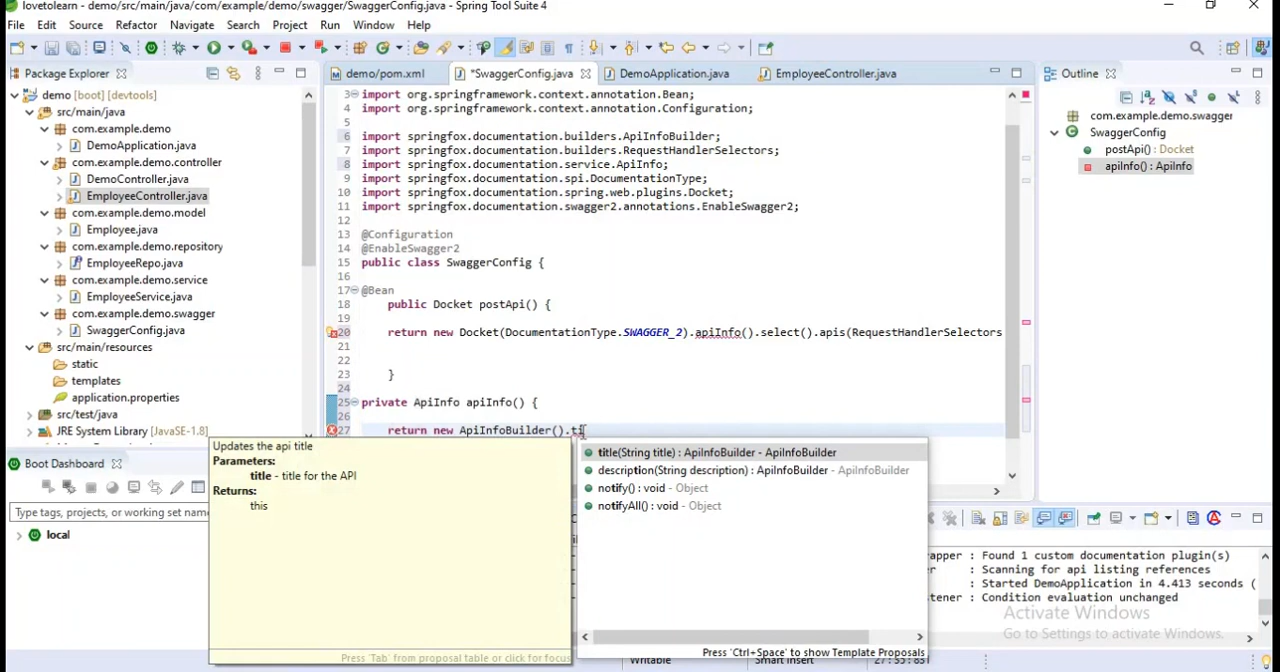 lovetolearn - demo/src/main/java/com/example/demo/swagger/SwaggerConfig.java - Spring Tool Suite 4
File Edit Source Refactor Navigate Search Project Run Window Help
Package Explorer
demo [boot] [devtools]
src/main/java
com.example.demo
DemoApplication.java
com.example.demo.controller
DemoController.java
EmployeeController.java
com.example.demo.model
Employee.java
com.example.demo.repository
EmployeeRepo.java
com.example.demo.service
EmployeeService.java
com.example.demo.swagger
SwaggerConfig.java
src/main/resources
static
templates
application.properties
src/test/java
JRE System Library [JavaSE-1.8]
Boot Dashboard
Type tags, projects, or working set name
local
demo/pom.xml *SwaggerConfig.java DemoApplication.java EmployeeController.java
3 import org.springframework.context.annotation.Bean;
4 import org.springframework.context.annotation.Configuration;
5
6 import springfox.documentation.builders.ApiInfoBuilder;
7 import springfox.documentation.builders.RequestHandlerSelectors;
8 import springfox.documentation.service.ApiInfo;
9 import springfox.documentation.spi.DocumentationType;
10 import springfox.documentation.spring.web.plugins.Docket;
11 import springfox.documentation.swagger2.annotations.EnableSwagger2;
12
13 @Configuration
14 @EnableSwagger2
15 public class SwaggerConfig {
16
17 @Bean
18 public Docket postApi() {
19
20 return new Docket(DocumentationType.SWAGGER_2).apiInfo().select().apis(RequestHandlerSelectors
21
22
23 }
24
25 private ApiInfo apiInfo() {
26
27 return new ApiInfoBuilder().ti
Updates the api title
Parameters:
title - title for the API
Returns:
this
Press 'Tab' from proposal table or click for focus
title(String title) : ApiInfoBuilder - ApiInfoBuilder
description(String description) : ApiInfoBuilder - ApiInfoBuilder
notify() : void - Object
notifyAll() : void - Object
Press 'Ctrl+Space' to show Template Proposals
Outline
com.example.demo.swagger
SwaggerConfig
postApi() : Docket
apiInfo() : ApiInfo
rapper : Found 1 custom documentation plugin(s)
er : Scanning for api listing references
: Started DemoApplication in 4.413 seconds (
tener : Condition evaluation unchanged
Activate Windows
Go to Settings to activate Windows.
Writable Smart Insert 27 : 55 : 851